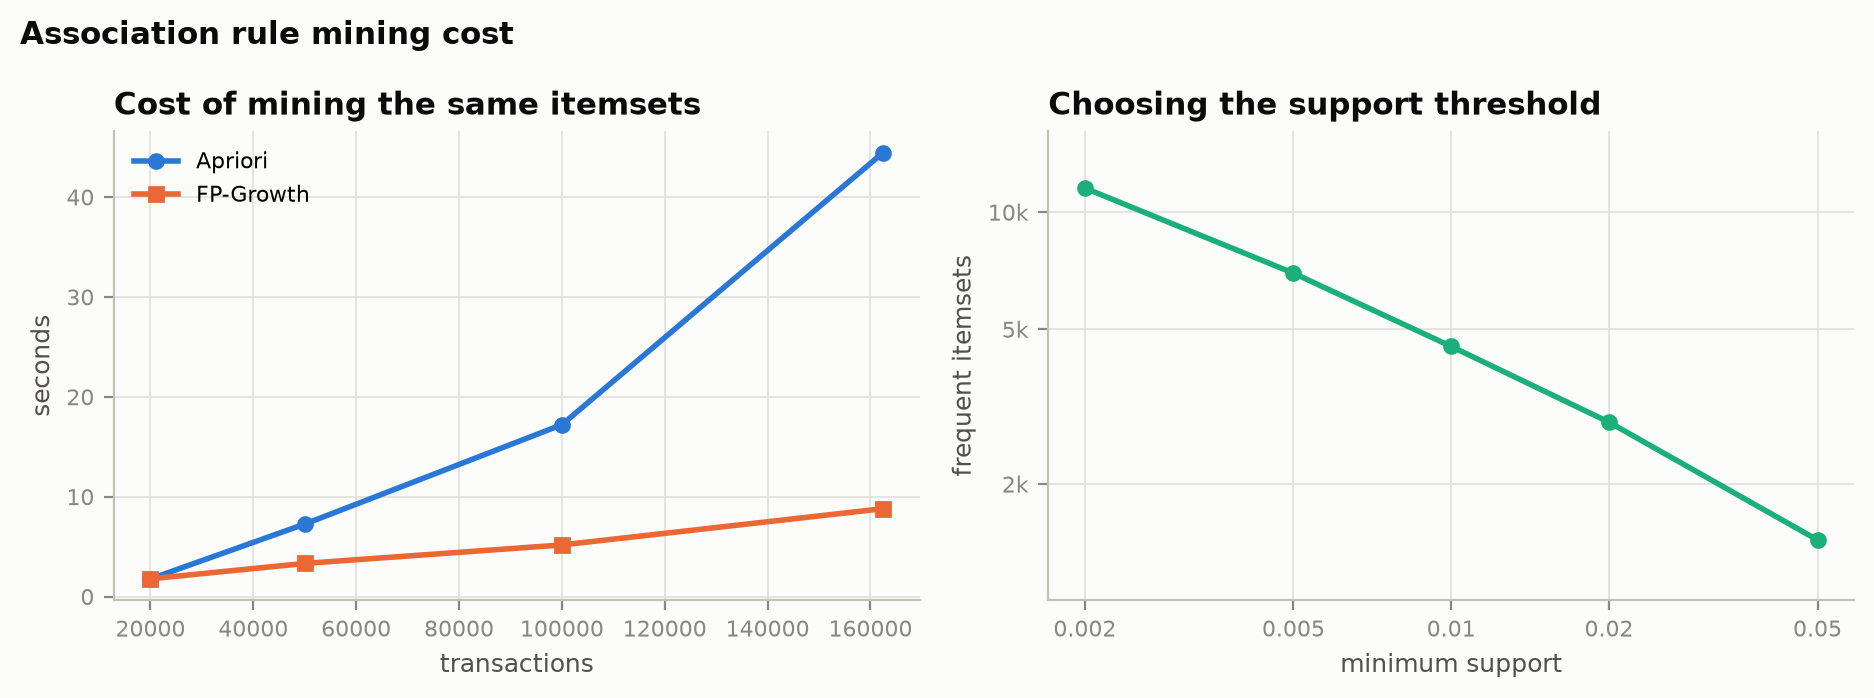 Association rule mining cost
Cost of mining the same itemsets
Apriori
FP-Growth
40
30
20
10
0
seconds
20000 40000 60000 80000 100000 120000 140000 160000
transactions
Choosing the support threshold
10k
5k
2k
frequent itemsets
0.002 0.005 0.01 0.02 0.05
minimum support